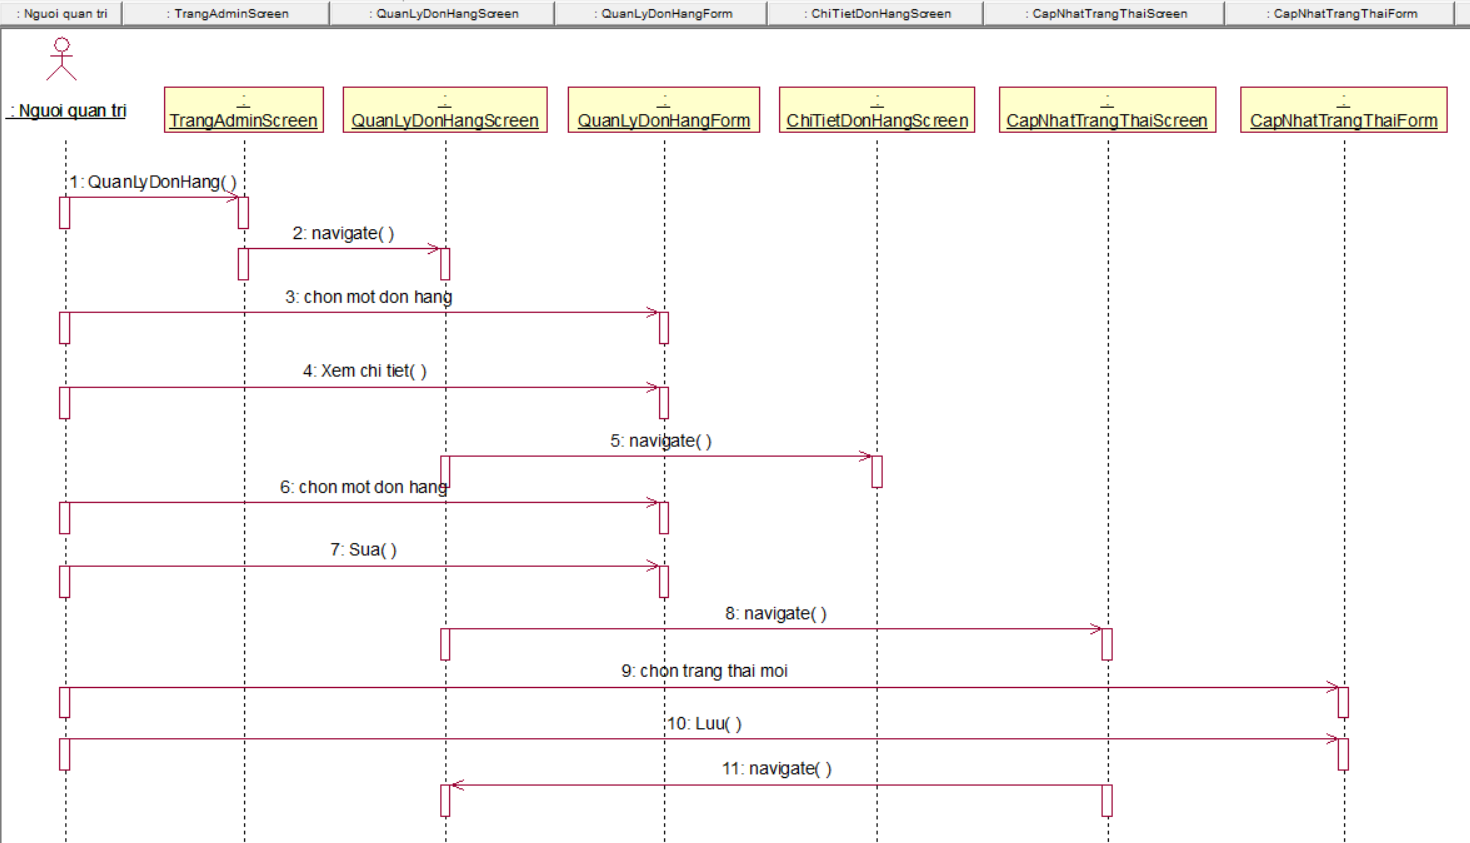 : Nguoi quan tri
: TrangAdminScreen
: QuanLyDonHangScreen
: QuanLyDonHangForm
: ChiTietDonHangScreen
: CapNhatTrangThaiScreen
: CapNhatTrangThaiForm
: Nguoi quan tri
:
TrangAdminScreen
:
QuanLyDonHangScreen
:
QuanLyDonHangForm
:
ChiTietDonHangScreen
:
CapNhatTrangThaiScreen
:
CapNhatTrangThaiForm
1: QuanLyDonHang( )
2: navigate( )
3: chon mot don hang
4: Xem chi tiet( )
5: navigate( )
6: chon mot don hang
7: Sua( )
8: navigate( )
9: chon trang thai moi
10: Luu( )
11: navigate( )